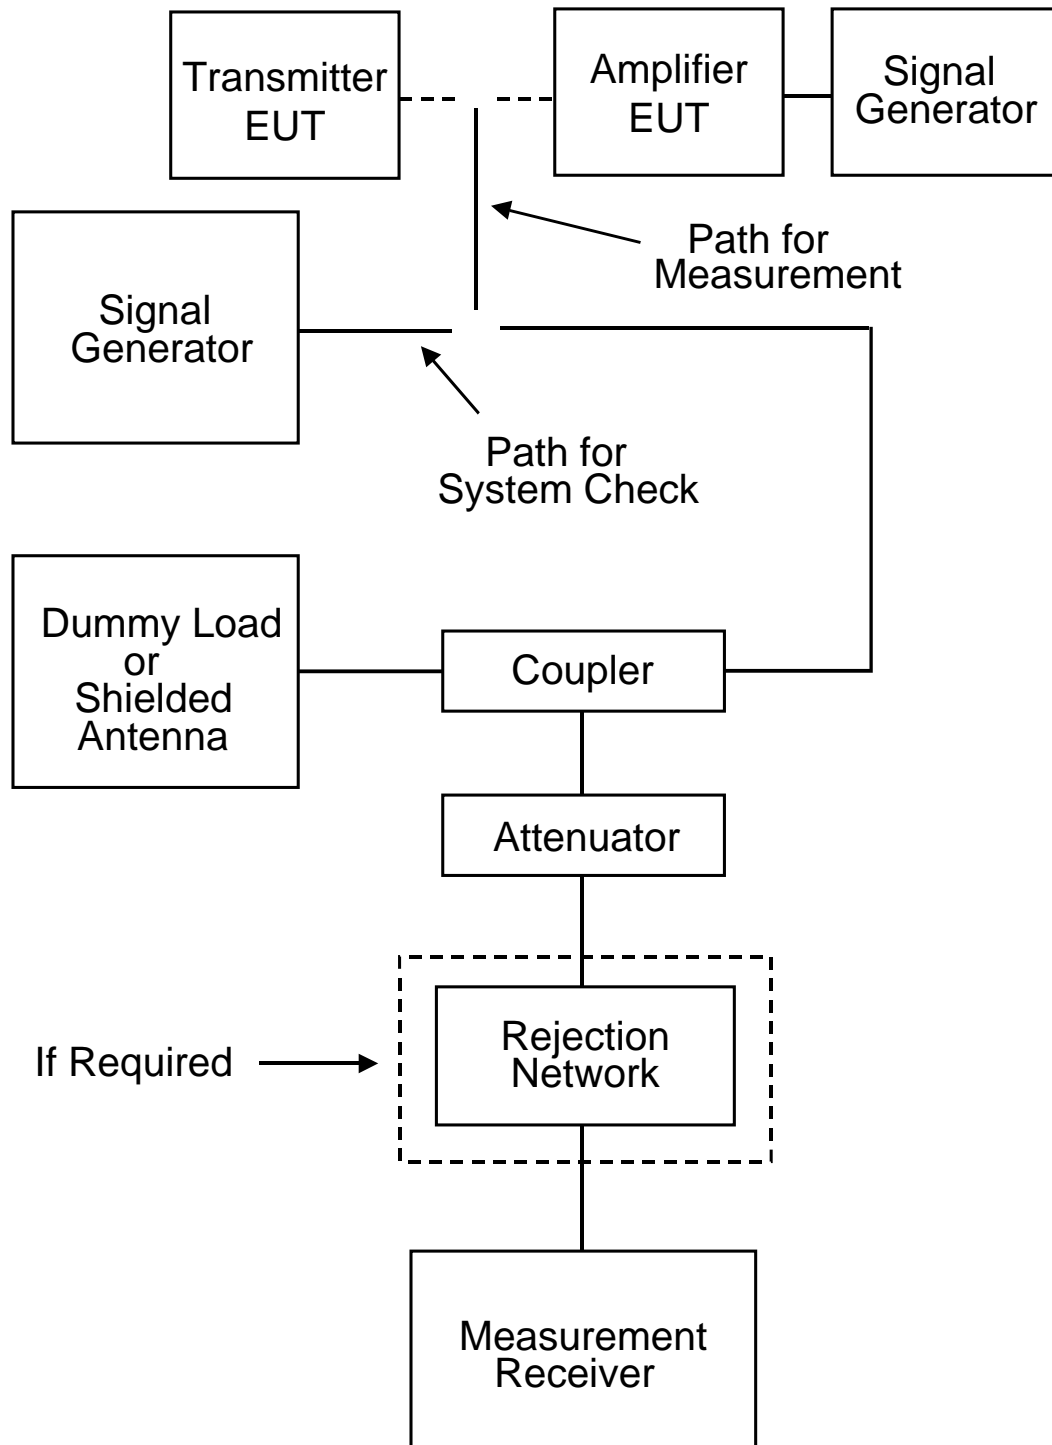 Transmitter
EUT
Amplifier
EUT
Signal
Generator
Path for
Measurement
Signal
Generator
Path for
System Check
Dummy Load
or
Shielded
Antenna
Coupler
Attenuator
If Required
Rejection
Network
Measurement
Receiver